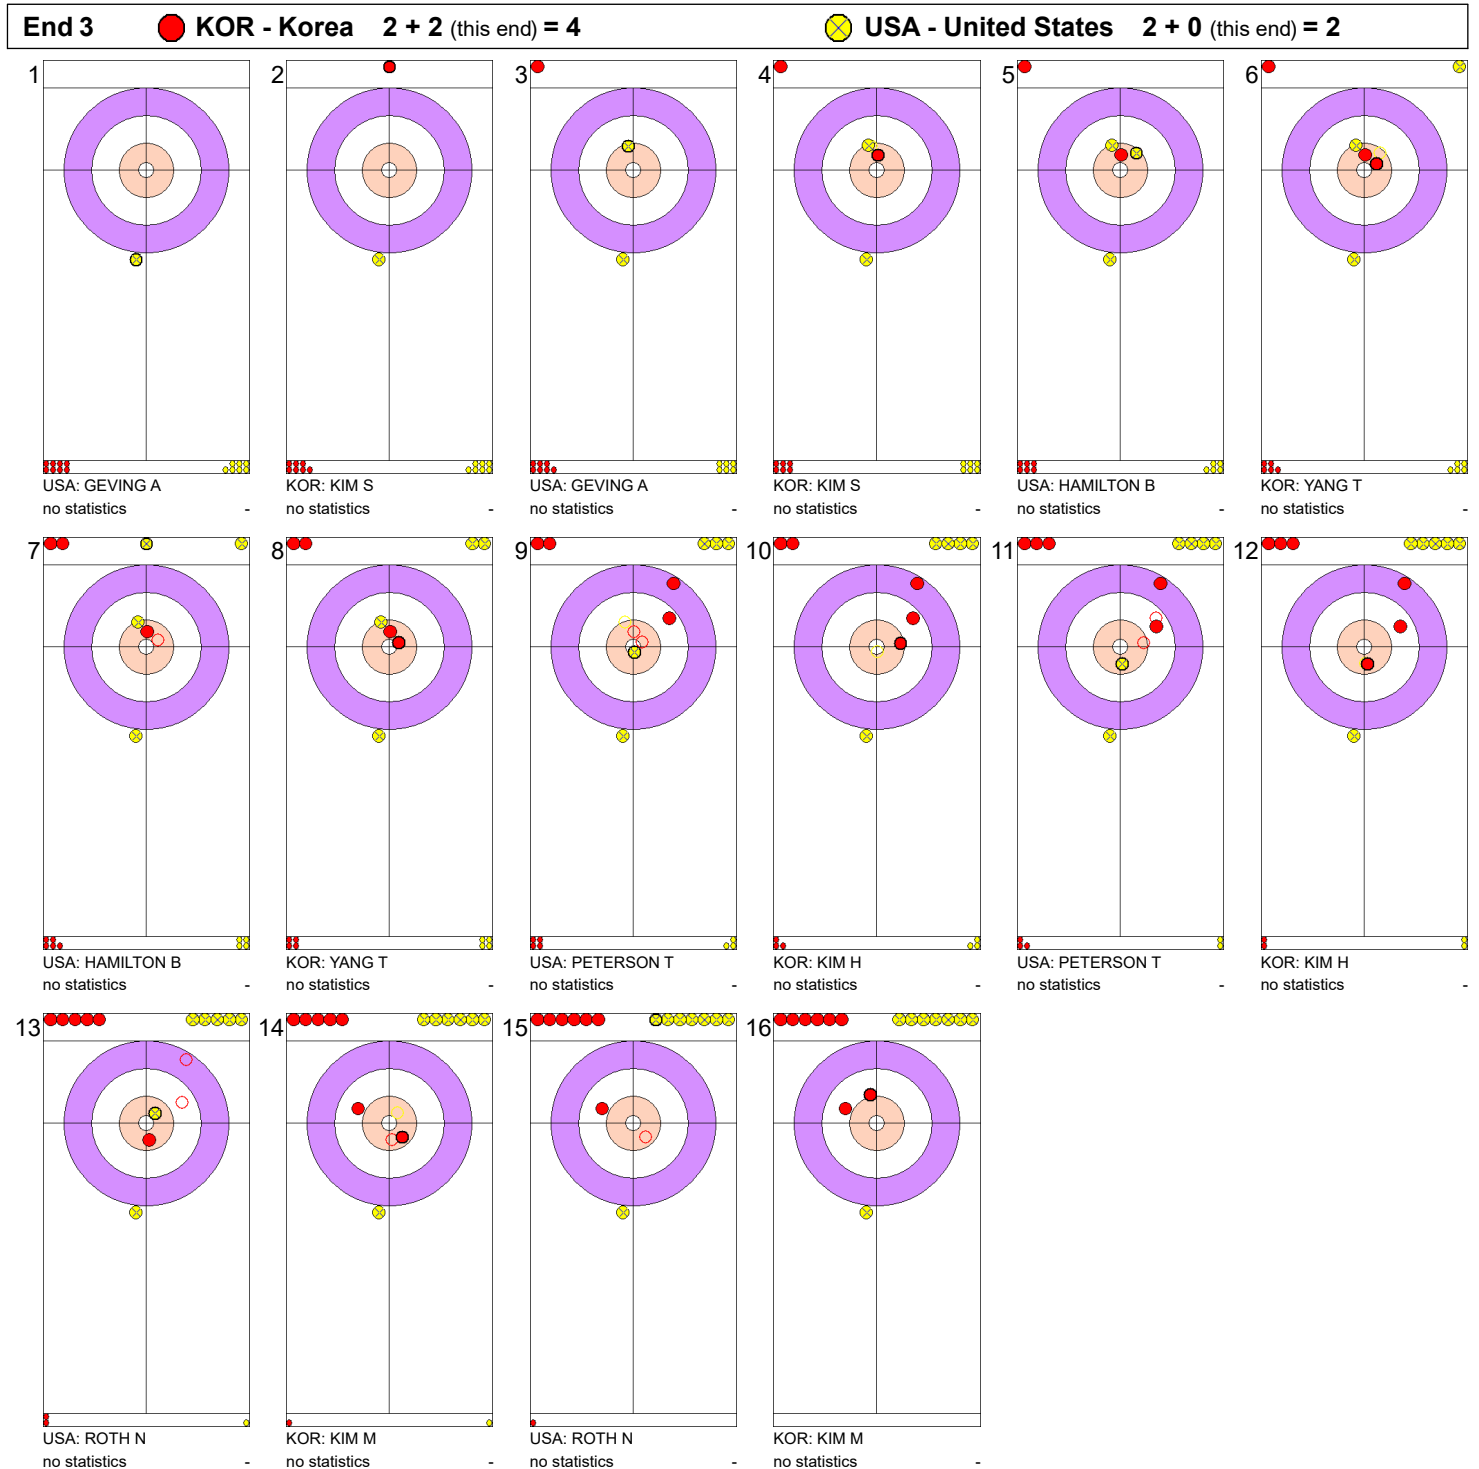 End 3 KOR - Korea 2 + 2 (this end) = 4 USA - United States 2 + 0 (this end) = 2
1 2 3 4 5 6
USA: GEVING A KOR: KIM S USA: GEVING A KOR: KIM S USA: HAMILTON B KOR: YANG T
no statistics - no statistics - no statistics - no statistics - no statistics - no statistics -
7 8 9 10 11 12
USA: HAMILTON B KOR: YANG T USA: PETERSON T KOR: KIM H USA: PETERSON T KOR: KIM H
no statistics - no statistics - no statistics - no statistics - no statistics - no statistics -
13 14 15 16
USA: ROTH N KOR: KIM M USA: ROTH N KOR: KIM M
no statistics - no statistics - no statistics - no statistics -